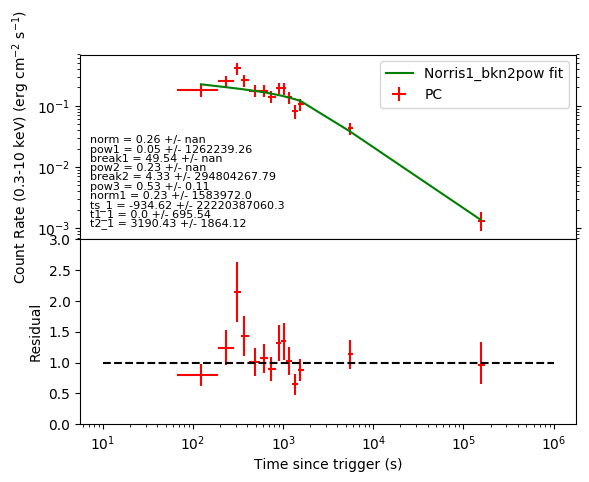 Count Rate (0.3-10 keV) (erg cm⁻² s⁻¹)
10⁻¹
10⁻²
10⁻³
Norris1_bkn2pow fit
PC
norm = 0.26 +/- nan
pow1 = 0.05 +/- 1262239.26
break1 = 49.54 +/- nan
pow2 = 0.23 +/- nan
break2 = 4.33 +/- 294804267.79
pow3 = 0.53 +/- 0.11
norm1 = 0.23 +/- 1583972.0
ts_1 = -934.62 +/- 22220387060.3
t1_1 = 0.0 +/- 695.54
t2_1 = 3190.43 +/- 1864.12
Residual
3.0
2.5
2.0
1.5
1.0
0.5
0.0
10¹ 10² 10³ 10⁴ 10⁵ 10⁶
Time since trigger (s)